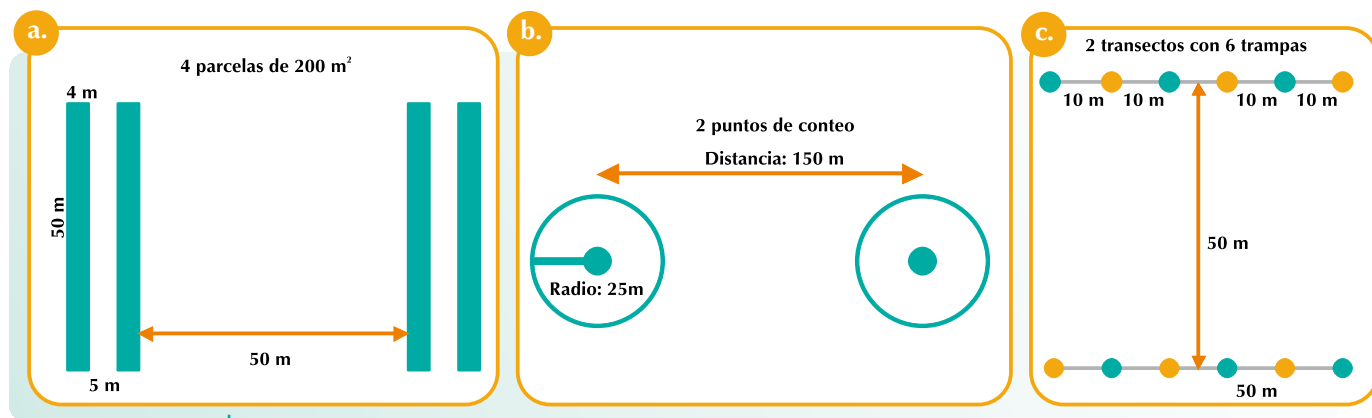 a.
4 parcelas de 200 m²
4 m
50 m
50 m
5 m
b.
2 puntos de conteo
Distancia: 150 m
Radio: 25m
c.
2 transectos con 6 trampas
10 m 10 m 10 m 10 m
50 m
50 m